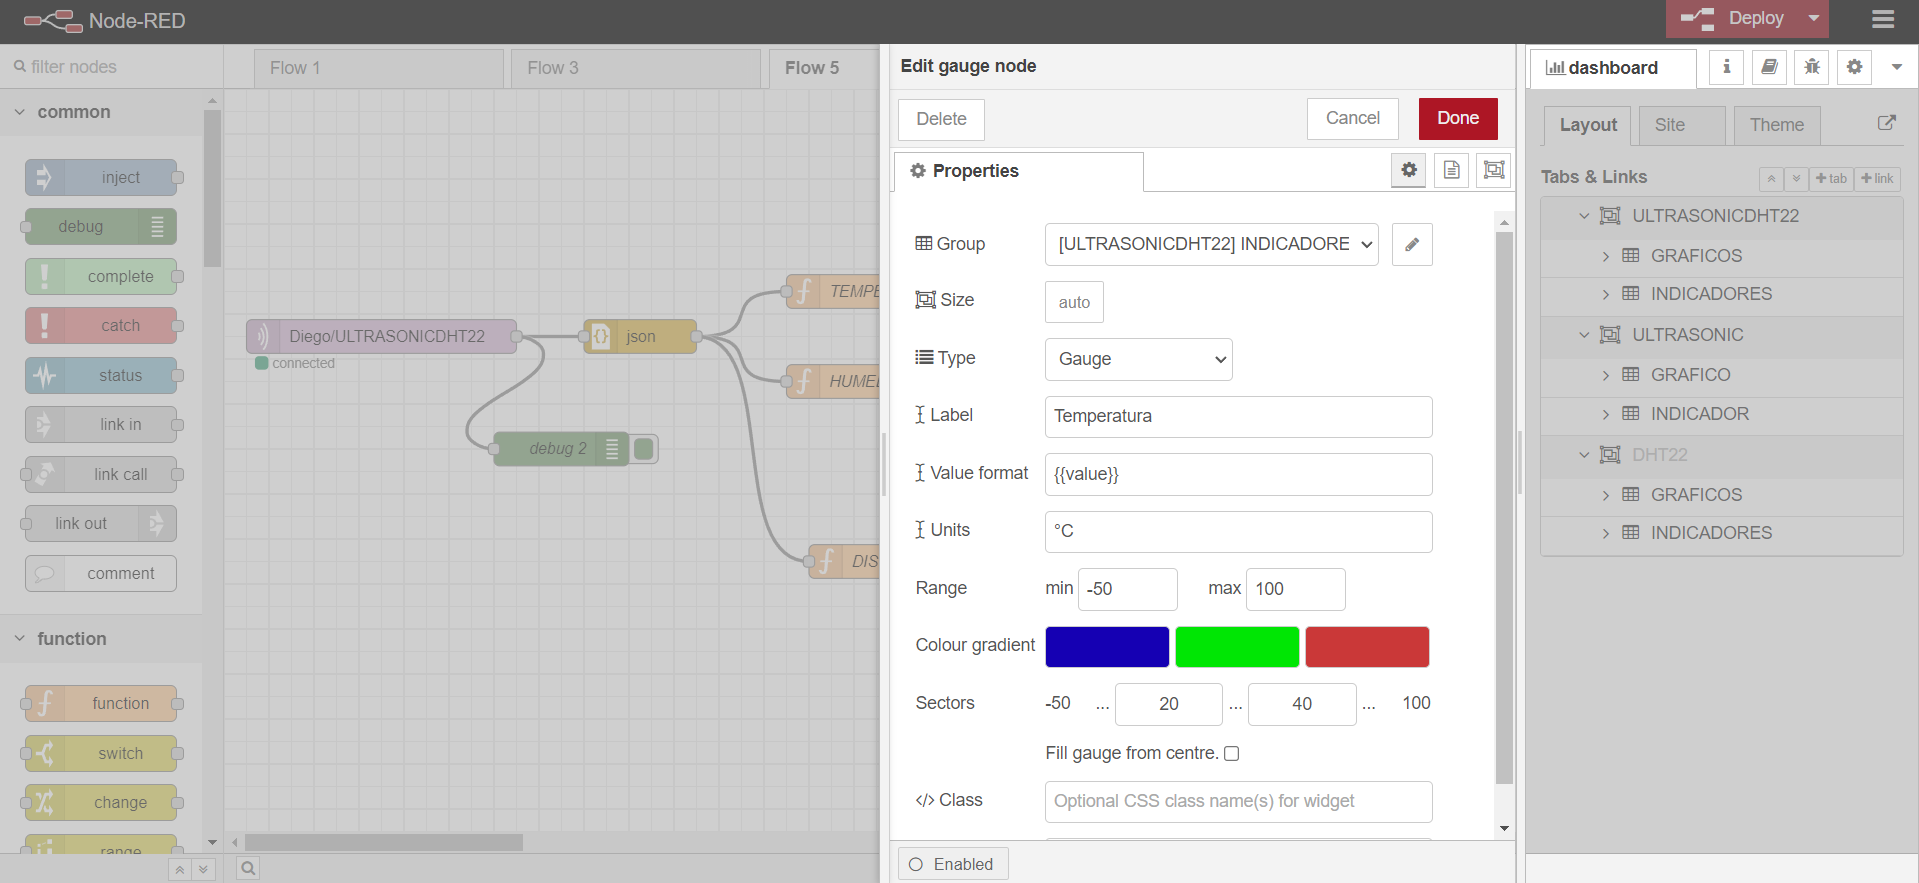 Node-RED
Deploy
filter nodes
Flow 1
Flow 3
Flow 5
common
inject
debug
complete
catch
status
link in
link call
link out
comment
function
function
switch
change
range
Diego/ULTRASONICDHT22
connected
json
debug 2
TEMPE
HUME
DIS
Edit gauge node
Delete
Cancel
Done
Properties
Group
[ULTRASONICDHT22] INDICADORE
Size
auto
Type
Gauge
Label
Temperatura
Value format
{{value}}
Units
°C
Range
min
-50
max
100
Colour gradient
Sectors
-50
...
20
...
40
...
100
Fill gauge from centre.
</> Class
Optional CSS class name(s) for widget
Enabled
dashboard
i
Layout
Site
Theme
Tabs & Links
+ tab
+ link
ULTRASONICDHT22
GRAFICOS
INDICADORES
ULTRASONIC
GRAFICO
INDICADOR
DHT22
GRAFICOS
INDICADORES